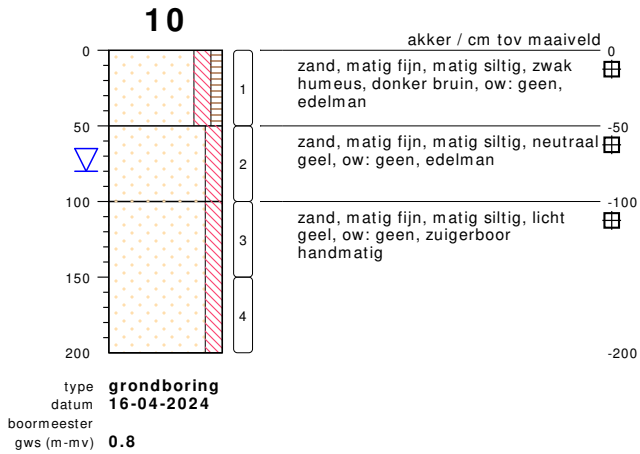 10
akker / cm tov maaiveld
0
0
zand, matig fijn, matig siltig, zwak
humeus, donker bruin, ow: geen,
edelman
1
50
-50
zand, matig fijn, matig siltig, neutraal
geel, ow: geen, edelman
2
100
-100
zand, matig fijn, matig siltig, licht
geel, ow: geen, zuigerboor
handmatig
3
150
4
200
-200
type grondboring
datum 16-04-2024
boormeester
gws (m-mv) 0.8